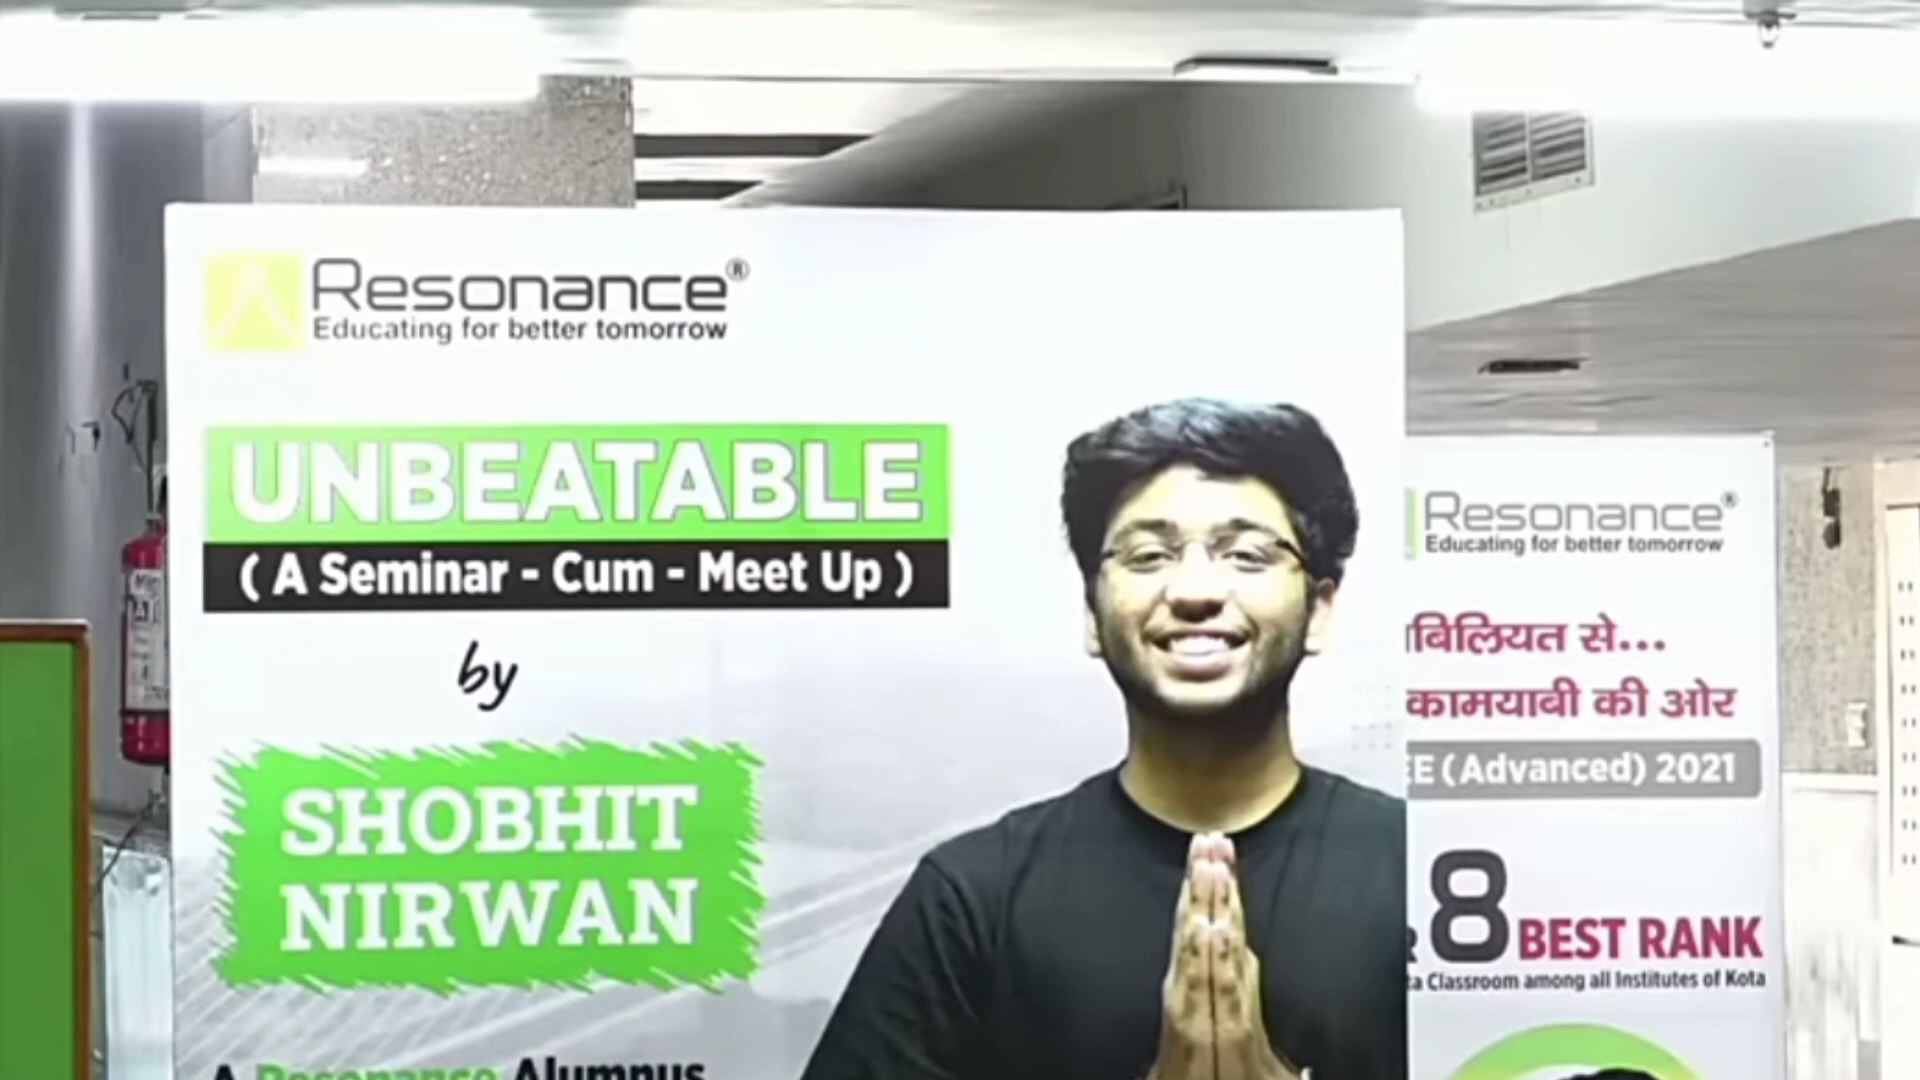 Resonance®
Educating for better tomorrow
UNBEATABLE
( A Seminar - Cum - Meet Up )
by
SHOBHIT
NIRWAN
A Resonance Alumnus
Resonance®
Educating for better tomorrow
बिलियत से...
कामयाबी की ओर
EE (Advanced) 2021
8 BEST RANK
Classroom among all Institutes of Kota